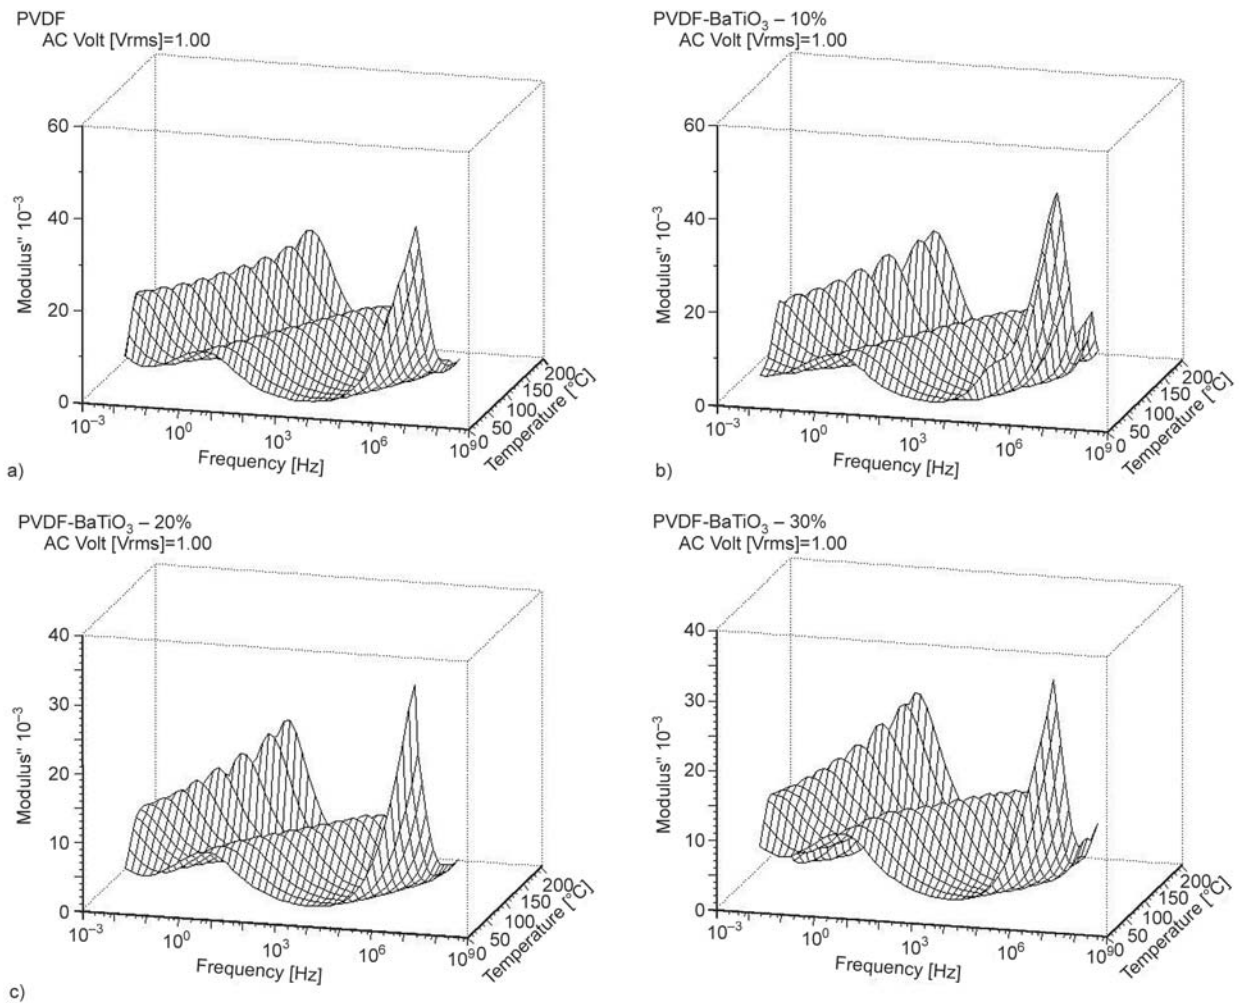 PVDF
AC Volt [Vrms]=1.00
60
40
20
0
Modulus'' 10⁻³
10⁻³
10⁰
10³
10⁶
10⁹
Frequency [Hz]
0
50
100
150
200
Temperature [°C]
a)
PVDF-BaTiO₃ – 10%
AC Volt [Vrms]=1.00
60
40
20
0
Modulus'' 10⁻³
10⁻³
10⁰
10³
10⁶
10⁹
Frequency [Hz]
0
50
100
150
200
Temperature [°C]
b)
PVDF-BaTiO₃ – 20%
AC Volt [Vrms]=1.00
40
30
20
10
0
Modulus'' 10⁻³
10⁻³
10⁰
10³
10⁶
10⁹
Frequency [Hz]
0
50
100
150
200
Temperature [°C]
c)
PVDF-BaTiO₃ – 30%
AC Volt [Vrms]=1.00
40
30
20
10
0
Modulus'' 10⁻³
10⁻³
10⁰
10³
10⁶
10⁹
Frequency [Hz]
0
50
100
150
200
Temperature [°C]